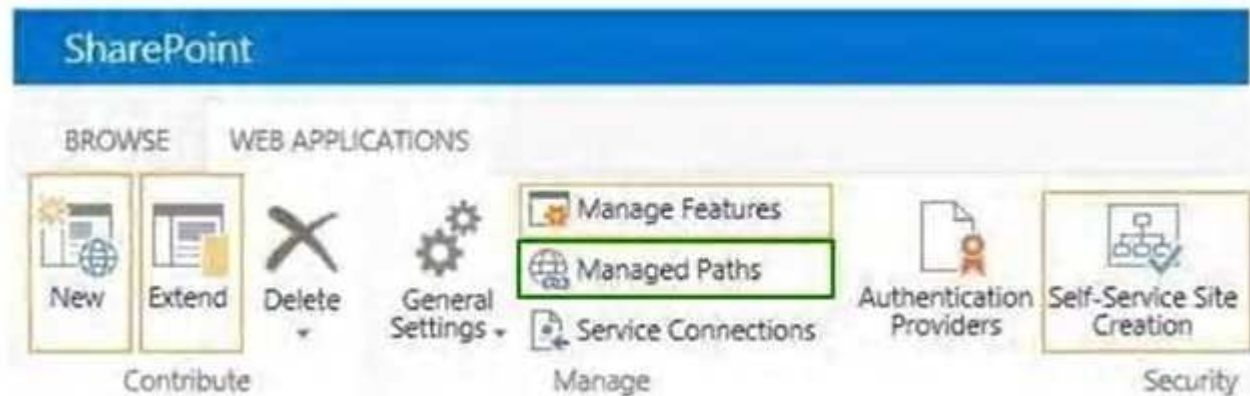 SharePoint
BROWSE WEB APPLICATIONS
New
Extend
Delete
General
Settings
Manage Features
Managed Paths
Service Connections
Authentication
Providers
Self-Service Site
Creation
Contribute
Manage
Security